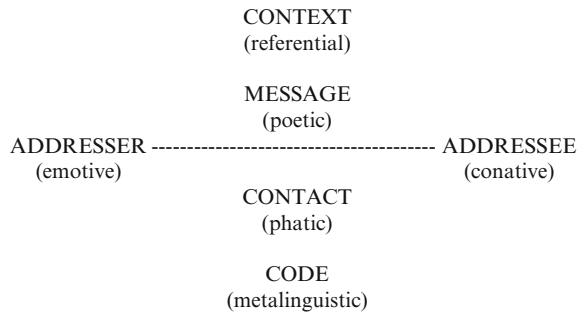 CONTEXT
(referential)
MESSAGE
(poetic)
ADDRESSER --------------------------------------- ADDRESSEE
(emotive) (conative)
CONTACT
(phatic)
CODE
(metalinguistic)